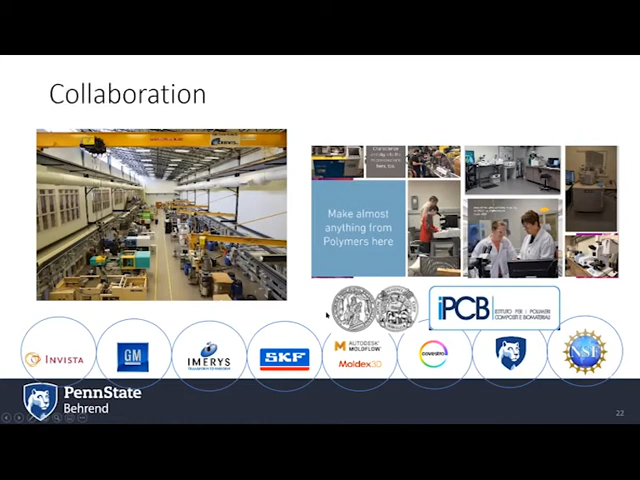 Collaboration
Make almost
anything from
Polymers here
iPCB
ISTITUTO PER I POLIMERI
COMPOSITI E BIOMATERIALI
INVISTA
GM
IMERYS
SKF
AUTODESK
MOLDFLOW
Moldex3D
covestro
NSF
PennState
Behrend
22